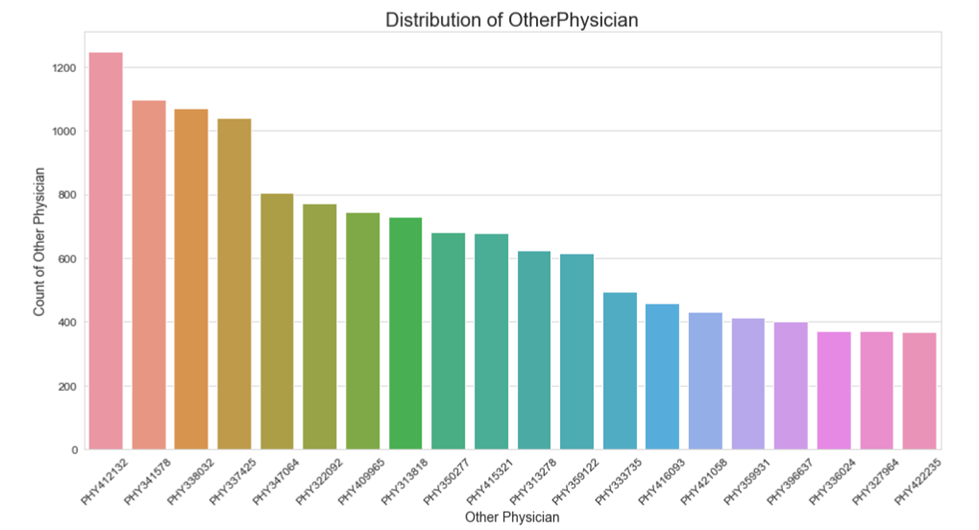 Distribution of OtherPhysician
Count of Other Physician
1200
1000
800
600
400
200
0
PHY412132
PHY341578
PHY338032
PHY337425
PHY347064
PHY322092
PHY409965
PHY313818
PHY350277
PHY415321
PHY313278
PHY359122
PHY333735
PHY416093
PHY421058
PHY359931
PHY396637
PHY336024
PHY327964
PHY422235
Other Physician